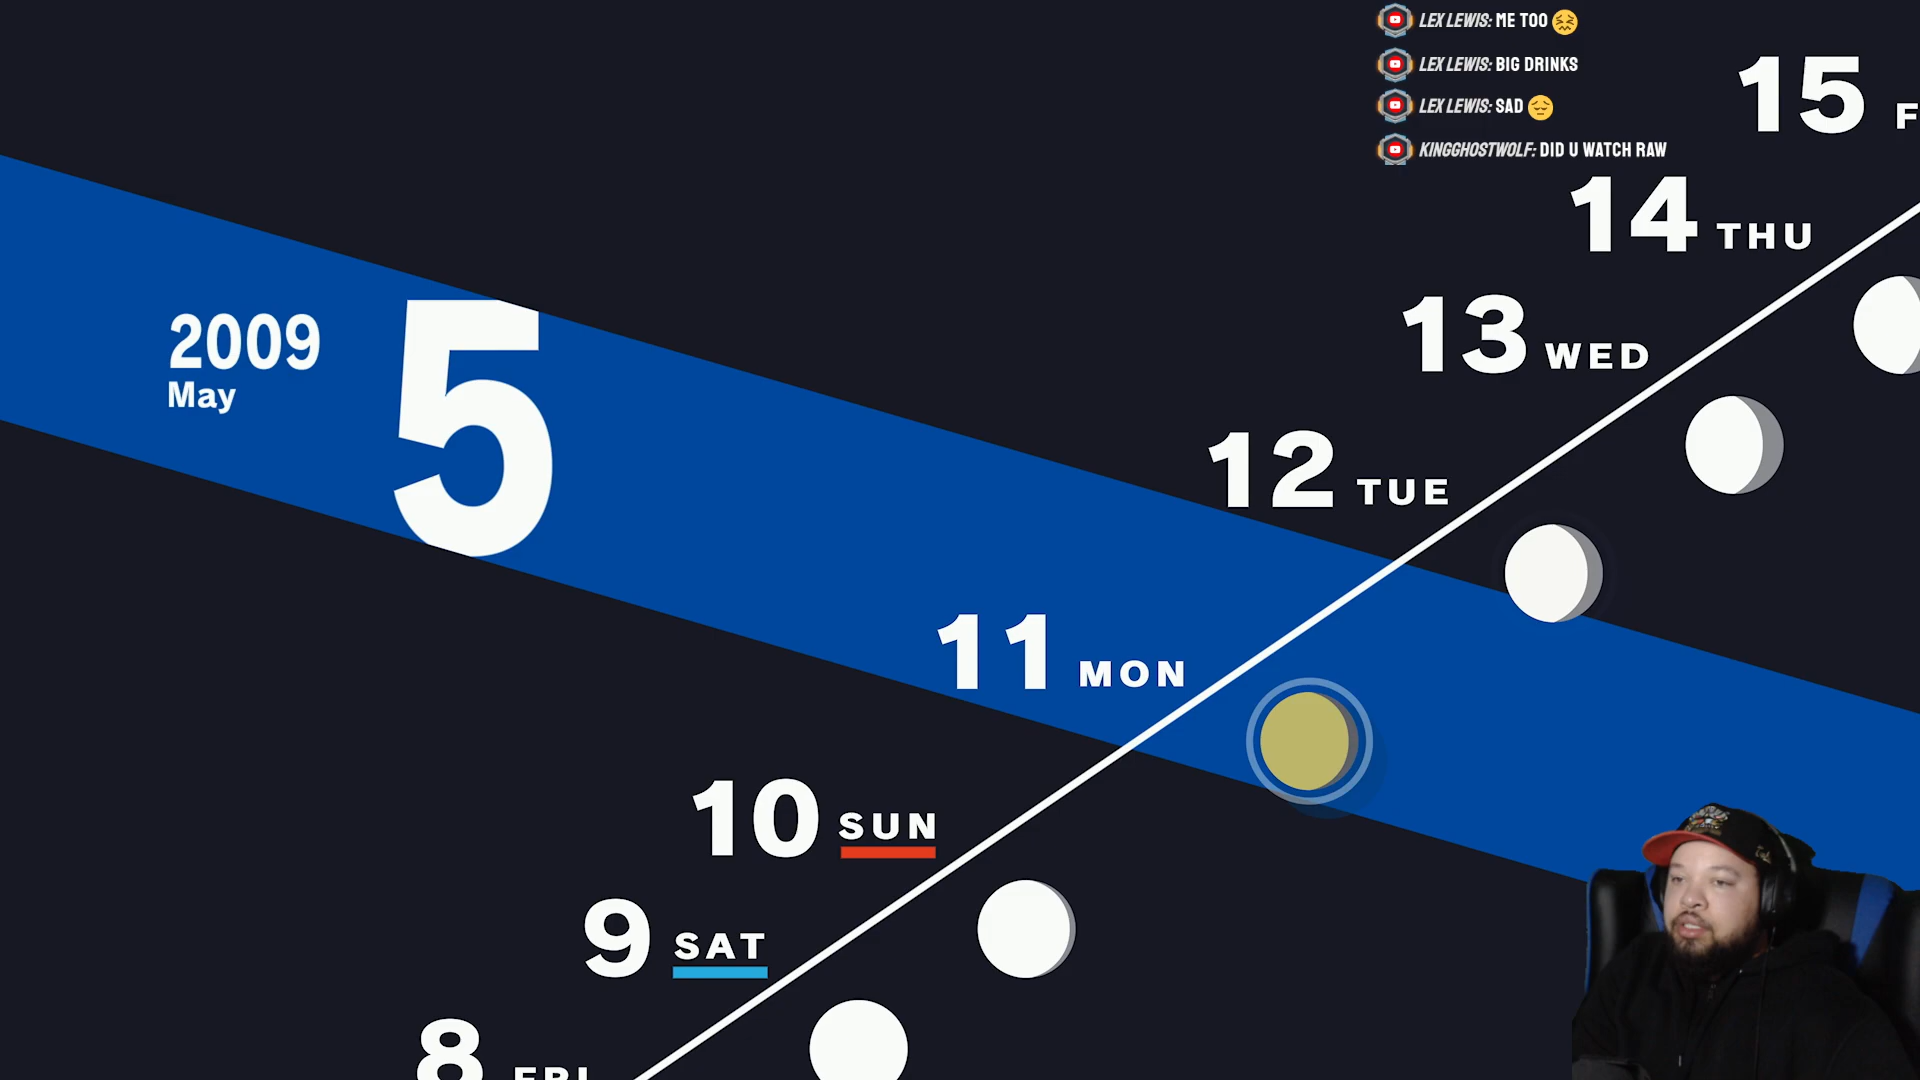 LEX LEWIS: ME TOO
LEX LEWIS: BIG DRINKS
LEX LEWIS: SAD
KINGGHOSTWOLF: DID U WATCH RAW
15 F
14 THU
13 WED
12 TUE
11 MON
10 SUN
9 SAT
8 FRI
2009
May
5